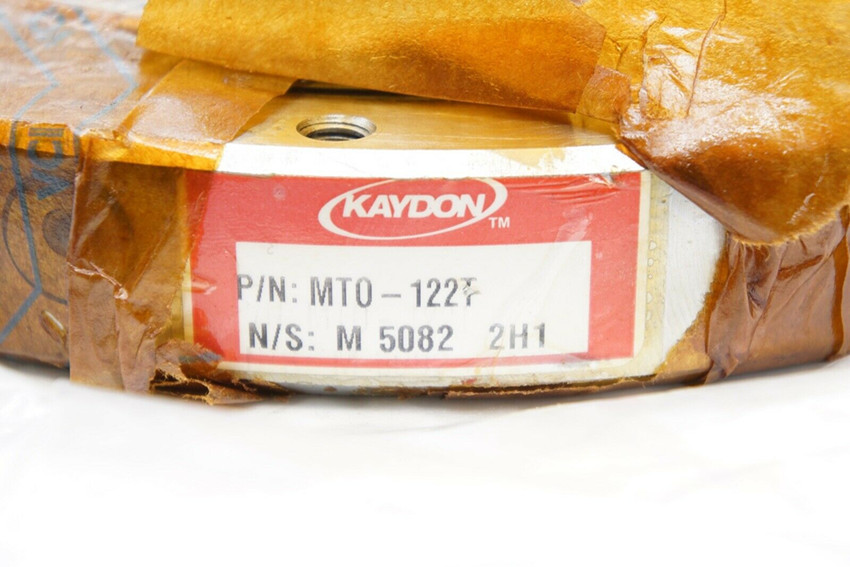 KAYDON
TM
P/N: MTO - 122T
N/S: M 5082 2H1